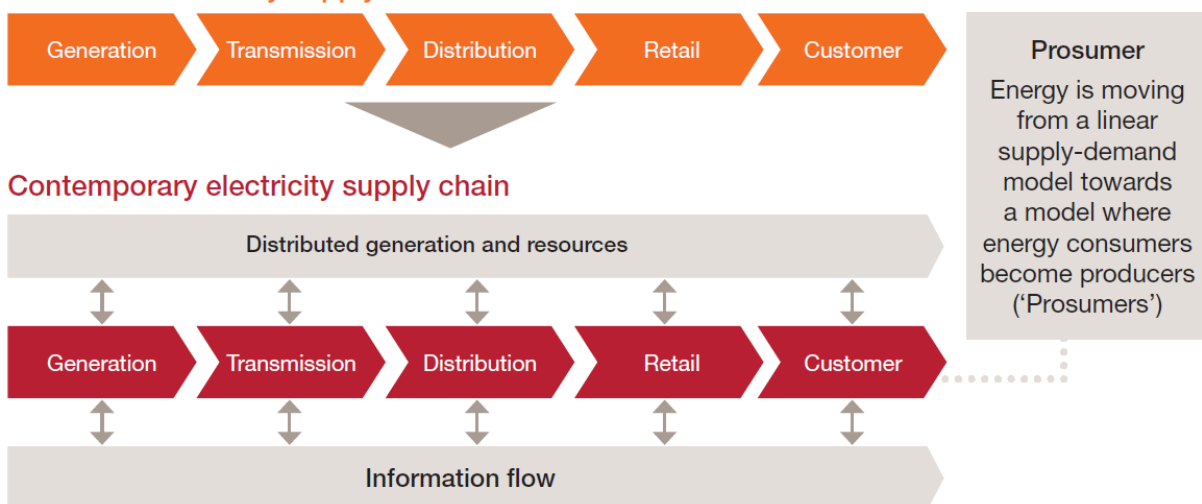 Generation
Transmission
Distribution
Retail
Customer
Prosumer
Energy is moving
from a linear
supply-demand
model towards
a model where
energy consumers
become producers
(‘Prosumers’)
Contemporary electricity supply chain
Distributed generation and resources
Generation
Transmission
Distribution
Retail
Customer
Information flow